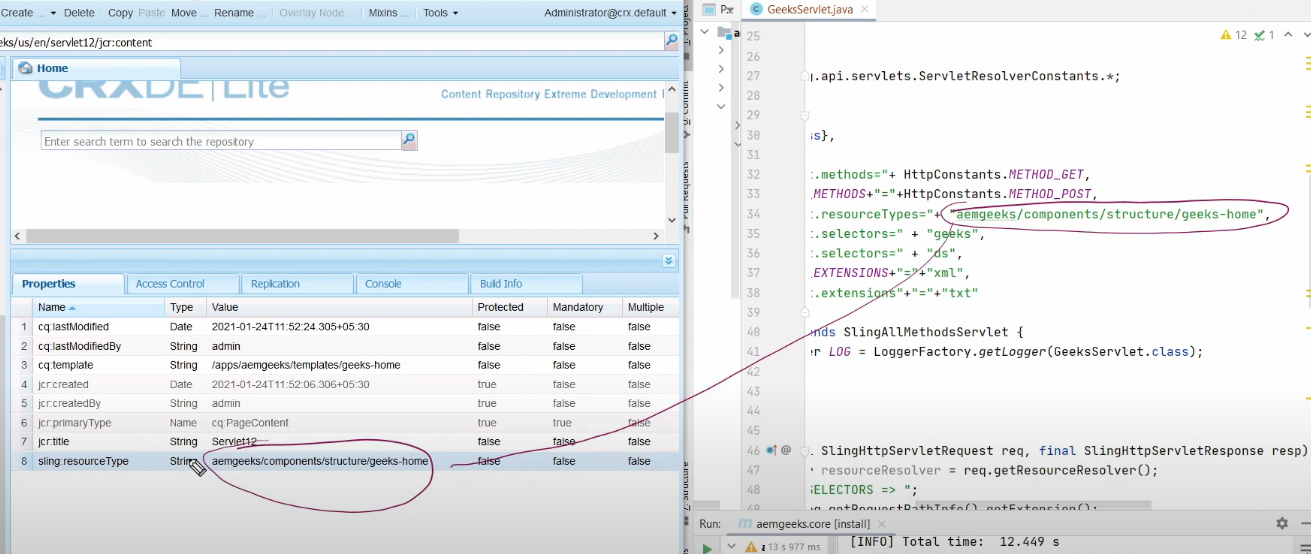 Create ... Delete Copy Paste Move ... Rename ... Overlay Node ... Mixins ... Tools Administrator@crx.default
eks/us/en/servlet12/jcr:content
Home
CRXDE | Lite
Content Repository Extreme Development
Enter search term to search the repository
Properties Access Control Replication Console Build Info
Name Type Value Protected Mandatory Multiple
1 cq:lastModified Date 2021-01-24T11:52:24.305+05:30 false false false
2 cq:lastModifiedBy String admin false false false
3 cq:template String /apps/aemgeeks/templates/geeks-home false false false
4 jcr:created Date 2021-01-24T11:52:06.306+05:30 true false false
5 jcr:createdBy String admin true false false
6 jcr:primaryType Name cq:PageContent true true false
7 jcr:title String Servlet12 false false false
8 sling:resourceType String aemgeeks/components/structure/geeks-home false false false
GeeksServlet.java
12 1
25
26
27 g.api.servlets.ServletResolverConstants.*;
28
29
30 ss},
31
32 t.methods="+ HttpConstants.METHOD_GET,
33 _METHODS+"="+HttpConstants.METHOD_POST,
34 t.resourceTypes="+ "aemgeeks/components/structure/geeks-home",
35 t.selectors=" + "geeks",
36 t.selectors=" + "ds",
37 _EXTENSIONS+"="+"xml",
38 t.extensions"+"="+"txt"
39
40 ends SlingAllMethodsServlet {
41 er LOG = LoggerFactory.getLogger(GeeksServlet.class);
42
43
44
45
46 @ SlingHttpServletRequest req, final SlingHttpServletResponse resp)
47 resourceResolver = req.getResourceResolver();
48 SELECTORS => ";
Pull Requests
Run: aemgeeks.core [install]
13 s 977 ms [INFO] Total time: 12.449 s